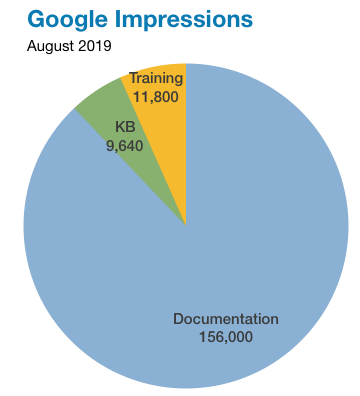 Google Impressions
August 2019
Training
11,800
KB
9,640
Documentation
156,000